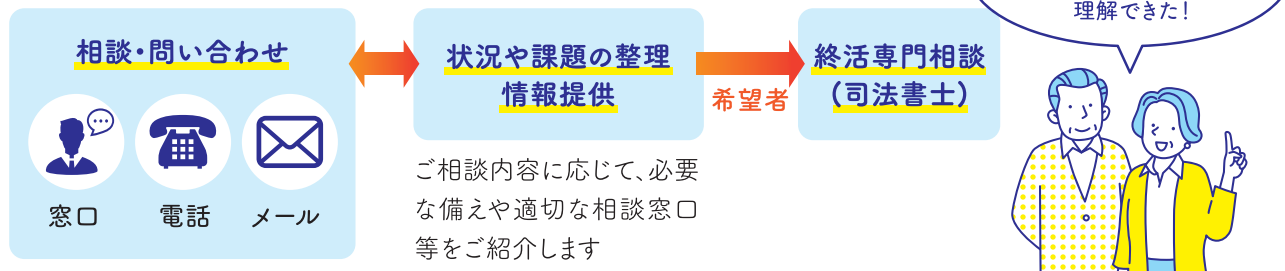 理解できた!
相談・問い合わせ
窓口
電話
メール
状況や課題の整理
情報提供
ご相談内容に応じて、必要
な備えや適切な相談窓口
等をご紹介します
希望者
終活専門相談
(司法書士)